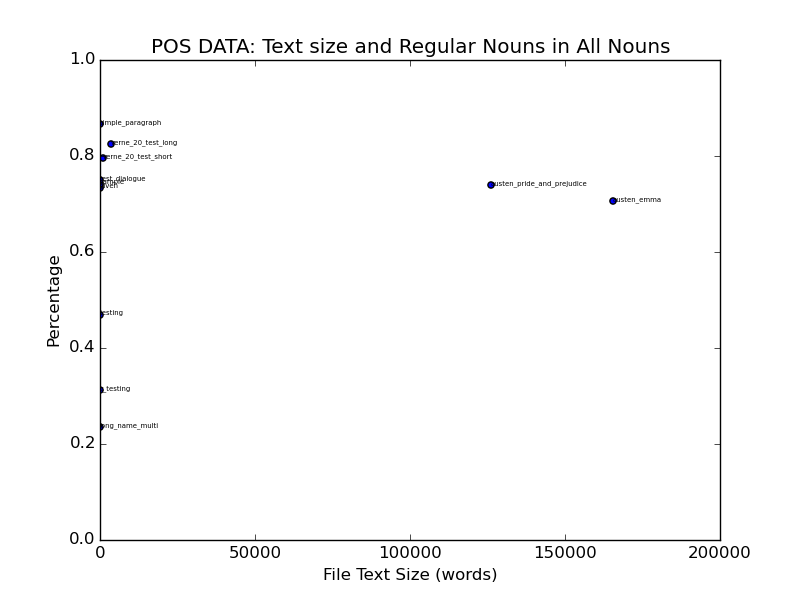 POS DATA: Text size and Regular Nouns in All Nouns
1.0
0.8
0.6
0.4
0.2
0.0
Percentage
imple_paragraph
erne_20_test_long
erne_20_test_short
est_dialogue
usten_pride_and_prejudice
usten_emma
esting
_testing
ong_name_multi
0
50000
100000
150000
200000
File Text Size (words)